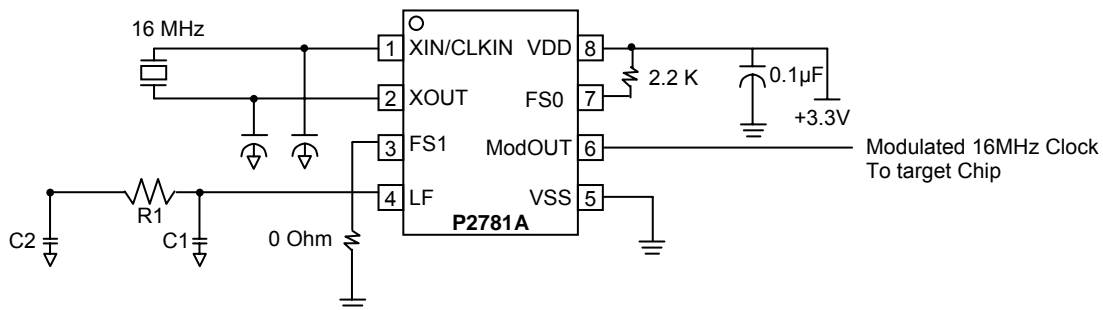 16 MHz
1 XIN/CLKIN VDD 8
2.2 K
0.1µF
2 XOUT FS0 7
+3.3V
3 FS1 ModOUT 6
Modulated 16MHz Clock
To target Chip
4 LF VSS 5
R1
P2781A
C2
C1
0 Ohm